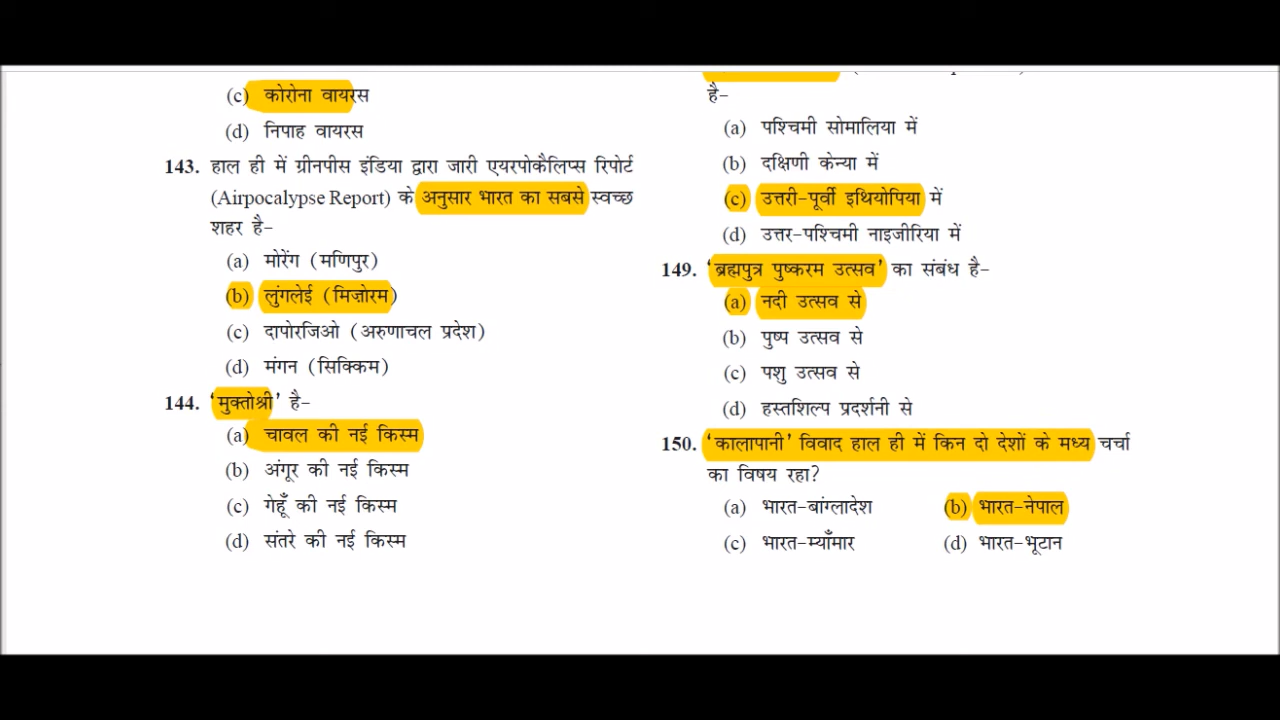 (c) कोरोना वायरस
(d) निपाह वायरस
143. हाल ही में ग्रीनपीस इंडिया द्वारा जारी एयरपोकैलिप्स रिपोर्ट
(Airpocalypse Report) के अनुसार भारत का सबसे स्वच्छ
शहर है-
(a) मोरेंग (मणिपुर)
(b) लुंगलेई (मिज़ोरम)
(c) दापोरजिओ (अरुणाचल प्रदेश)
(d) मंगन (सिक्किम)
144. 'मुक्तोश्री' है-
(a) चावल की नई किस्म
(b) अंगूर की नई किस्म
(c) गेहूँ की नई किस्म
(d) संतरे की नई किस्म
है-
(a) पश्चिमी सोमालिया में
(b) दक्षिणी केन्या में
(c) उत्तरी-पूर्वी इथियोपिया में
(d) उत्तर-पश्चिमी नाइजीरिया में
149. 'ब्रह्मपुत्र पुष्करम उत्सव' का संबंध है-
(a) नदी उत्सव से
(b) पुष्प उत्सव से
(c) पशु उत्सव से
(d) हस्तशिल्प प्रदर्शनी से
150. 'कालापानी' विवाद हाल ही में किन दो देशों के मध्य चर्चा
का विषय रहा?
(a) भारत-बांग्लादेश (b) भारत-नेपाल
(c) भारत-म्याँमार (d) भारत-भूटान